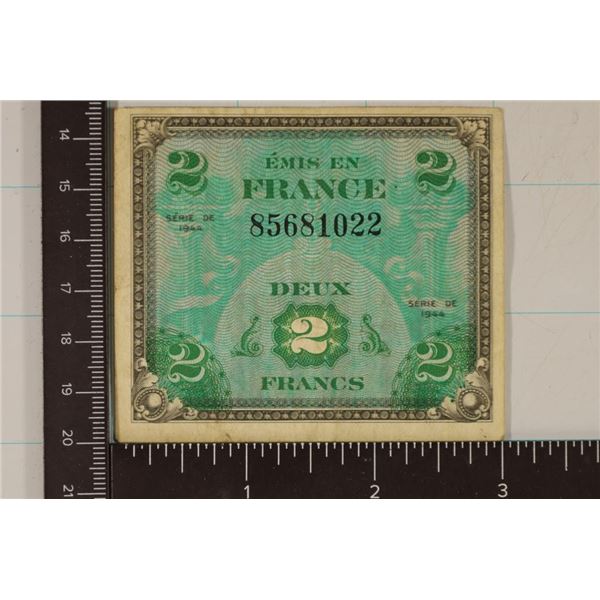 2 ÉMIS EN 2
FRANCE
SÉRIE DE
1944
85681022
DEUX
SÉRIE DE
1944
2
2 2
FRANCS
14
15
16
17
18
19
20
21
1 2 3